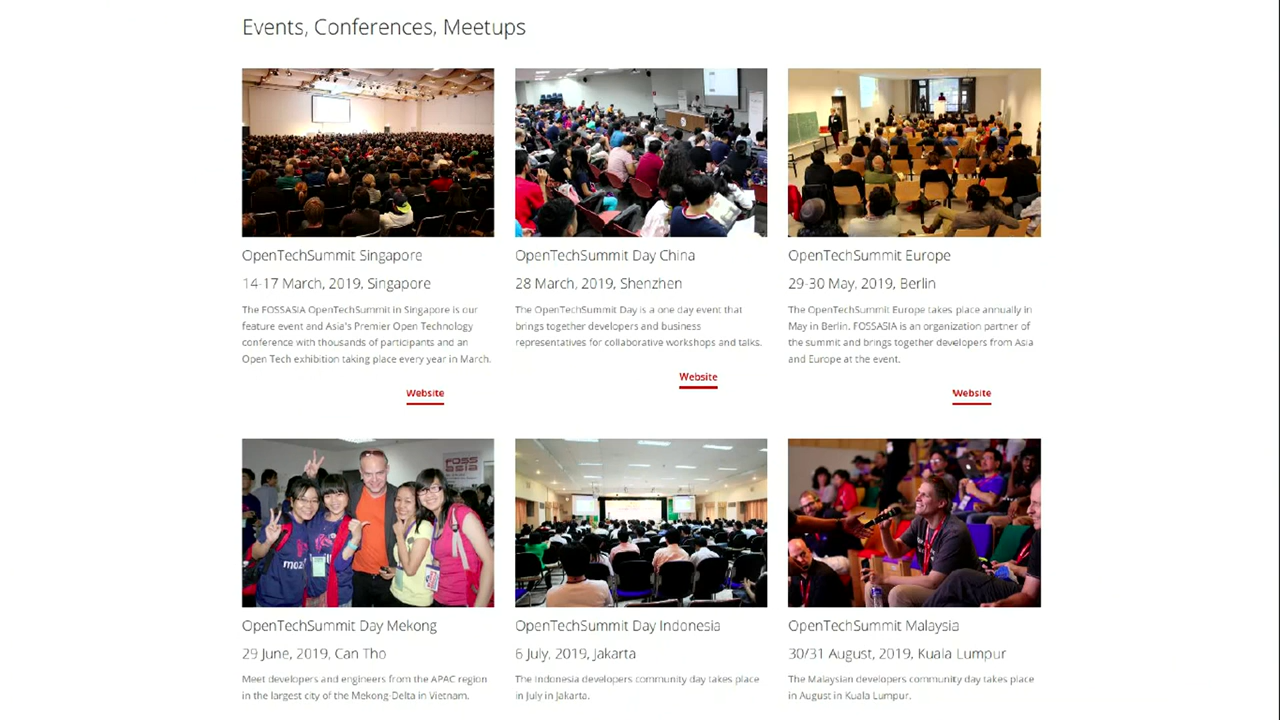 Events, Conferences, Meetups
OpenTechSummit Singapore
14-17 March, 2019, Singapore
The FOSSASIA OpenTechSummit in Singapore is our
feature event and Asia's Premier Open Technology
conference with thousands of participants and an
Open Tech exhibition taking place every year in March.
Website
OpenTechSummit Day China
28 March, 2019, Shenzhen
The OpenTechSummit Day is a one day event that
brings together developers and business
representatives for collaborative workshops and talks.
Website
OpenTechSummit Europe
29-30 May, 2019, Berlin
The OpenTechSummit Europe takes place annually in
May in Berlin. FOSSASIA is an organization partner of
the summit and brings together developers from Asia
and Europe at the event.
Website
FOSS
ASIA
moz
OpenTechSummit Day Mekong
29 June, 2019, Can Tho
Meet developers and engineers from the APAC region
in the largest city of the Mekong-Delta in Vietnam.
OpenTechSummit Day Indonesia
6 July, 2019, Jakarta
The Indonesia developers community day takes place
in July in Jakarta.
OpenTechSummit Malaysia
30/31 August, 2019, Kuala Lumpur
The Malaysian developers community day takes place
in August in Kuala Lumpur.